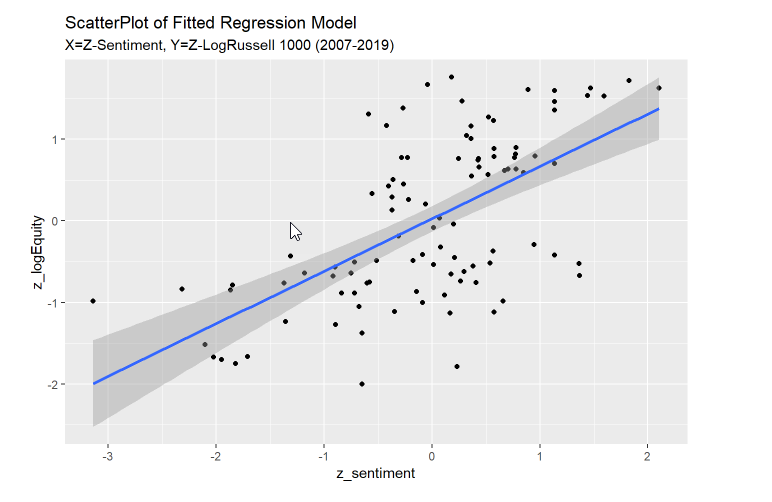 ScatterPlot of Fitted Regression Model
X=Z-Sentiment, Y=Z-LogRussell 1000 (2007-2019)
z_logEquity
1
0
-1
-2
-3
-2
-1
0
1
2
z_sentiment